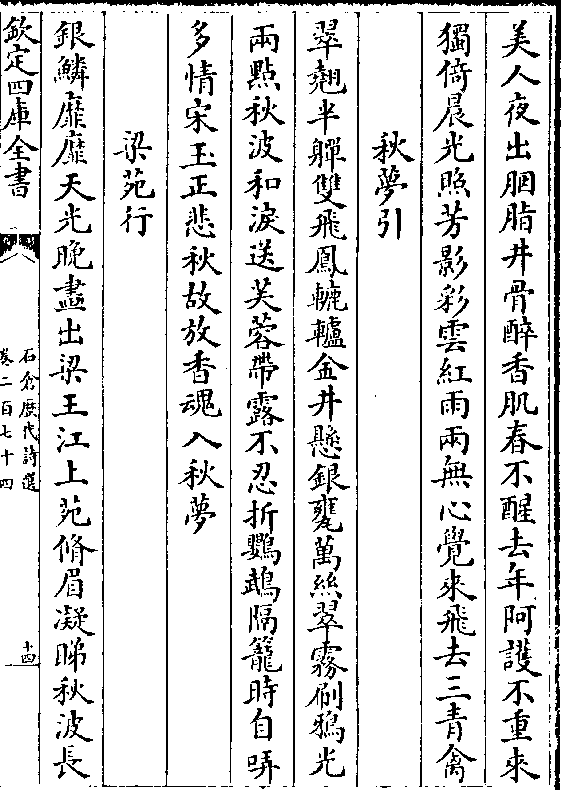 美人夜出胭脂井骨醉香肌春不醒去年阿䕶不重來
獨倚晨光照芳影彩雲紅雨兩無心覺來飛去三青禽
秋夢引
翠翹半嚲雙飛鳳轆轤金井懸銀甕萬絲翠霧刷鴉光
兩點秋波和淚送芙蓉帶露不忍折鸚鵡隔籠時自哢
多情宋玉正悲秋故放香魂入秋夢
梁苑行
銀鱗靡靡天光晚盡出梁王江上苑脩眉凝睇秋波長
欽定四庫全書
石倉歷代詩選
卷二百七十四
十四